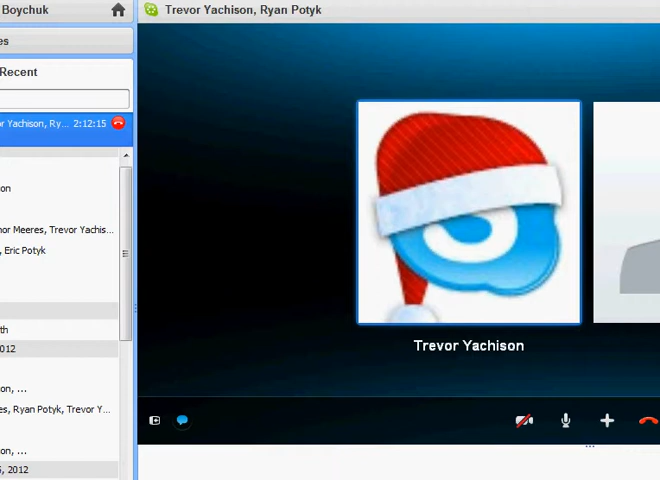 Boychuk
Trevor Yachison, Ryan Potyk
es
Recent
or Yachison, Ry... 2:12:15
on
nor Meeres, Trevor Yachis...
, Eric Potyk
th
2012
on, ...
es, Ryan Potyk, Trevor Y...
on, ...
, 2012
Trevor Yachison